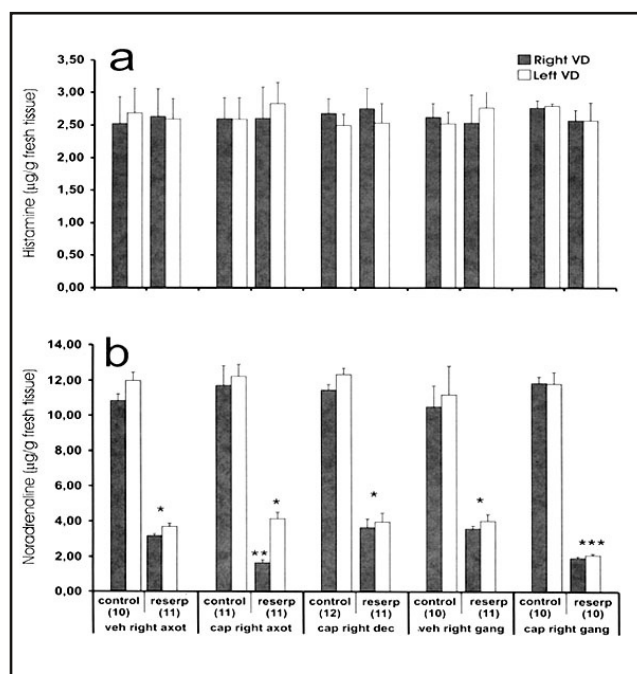 a
Right VD
Left VD
Histamine (µg/g fresh tissue)
3,50
3,00
2,50
2,00
1,50
1,00
0,50
0,00
b
Noradrenaline (µg/g fresh tissue)
14,00
12,00
10,00
8,00
6,00
4,00
2,00
0,00
* ** * * * ***
control reserp control reserp control reserp control reserp control reserp
(10) (11) (11) (11) (12) (11) (10) (11) (10) (10)
veh right axot cap right axot cap right dec veh right gang cap right gang